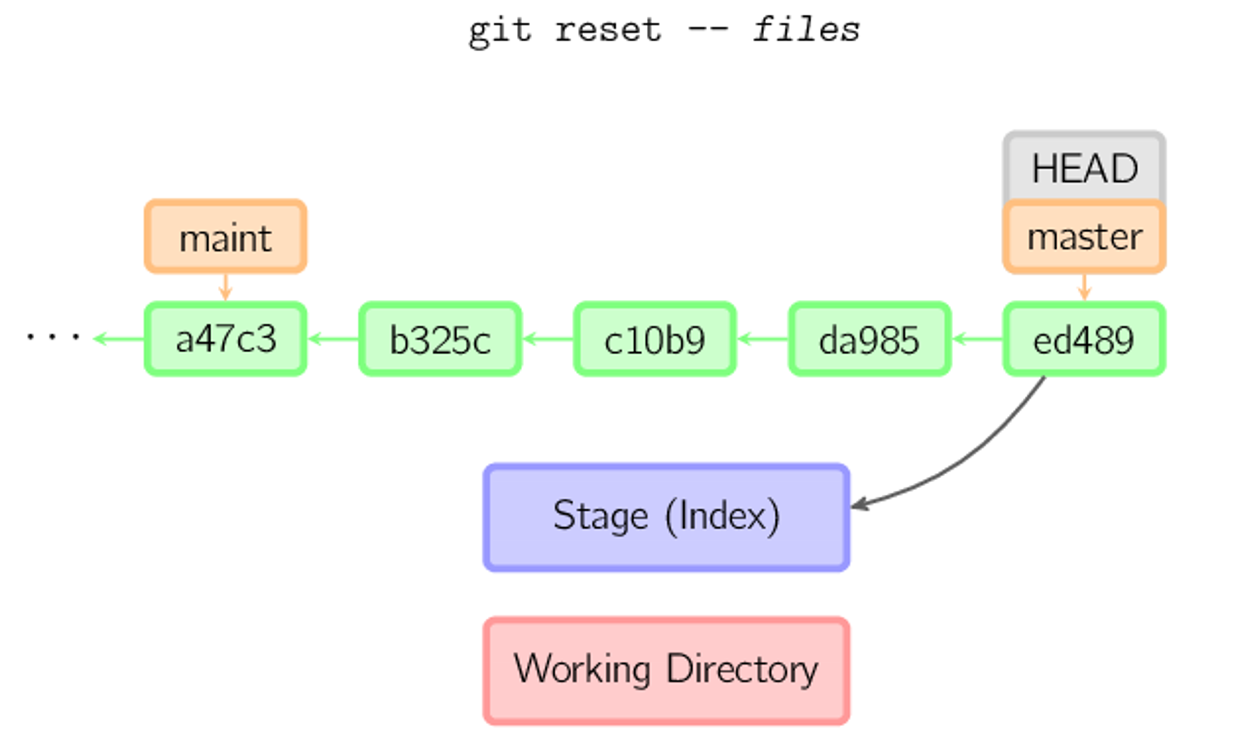 git reset -- files
HEAD
maint
master
···
a47c3
b325c
c10b9
da985
ed489
Stage (Index)
Working Directory